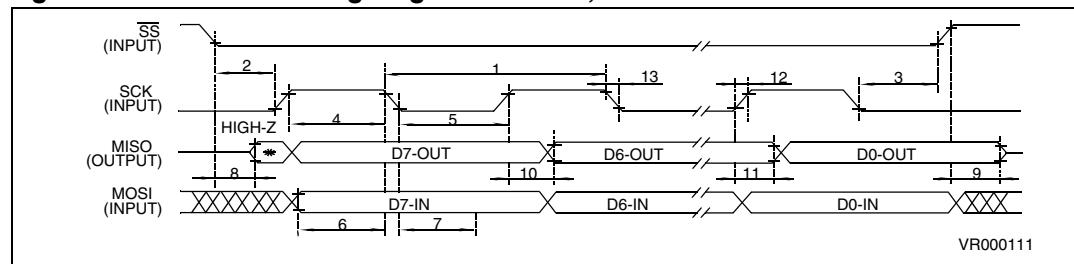 SS
(INPUT)
2
1
13
12
3
SCK
(INPUT)
4
5
HIGH-Z
MISO
(OUTPUT)
D7-OUT
D6-OUT
D0-OUT
8
10
11
9
MOSI
(INPUT)
D7-IN
D6-IN
D0-IN
6
7
VR000111